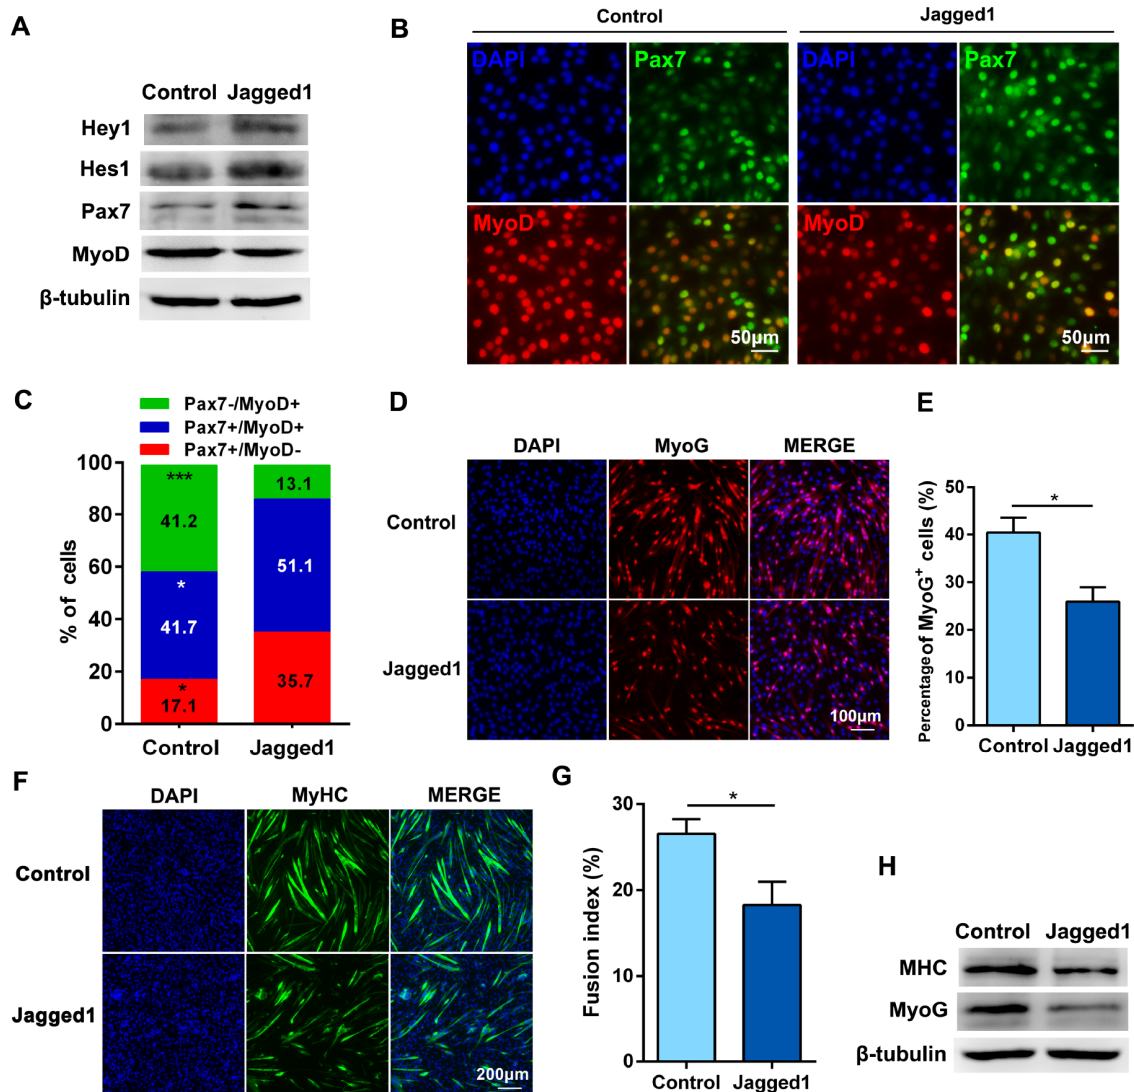 A
Control Jagged1
Hey1
Hes1
Pax7
MyoD
β-tubulin
B
Control Jagged1
DAPI Pax7 DAPI Pax7
MyoD MyoD
50μm 50μm
C
Pax7-/MyoD+
Pax7+/MyoD+
Pax7+/MyoD-
% of cells
100
80
60
40
20
0
***
41.2
*
41.7
*
17.1
13.1
51.1
35.7
Control Jagged1
D
DAPI MyoG MERGE
Control
Jagged1
100μm
E
Percentage of MyoG+ cells (%)
50
40
30
20
10
0
*
Control Jagged1
F
DAPI MyHC MERGE
Control
Jagged1
200μm
G
Fusion index (%)
30
20
10
0
*
Control Jagged1
H
Control Jagged1
MHC
MyoG
β-tubulin